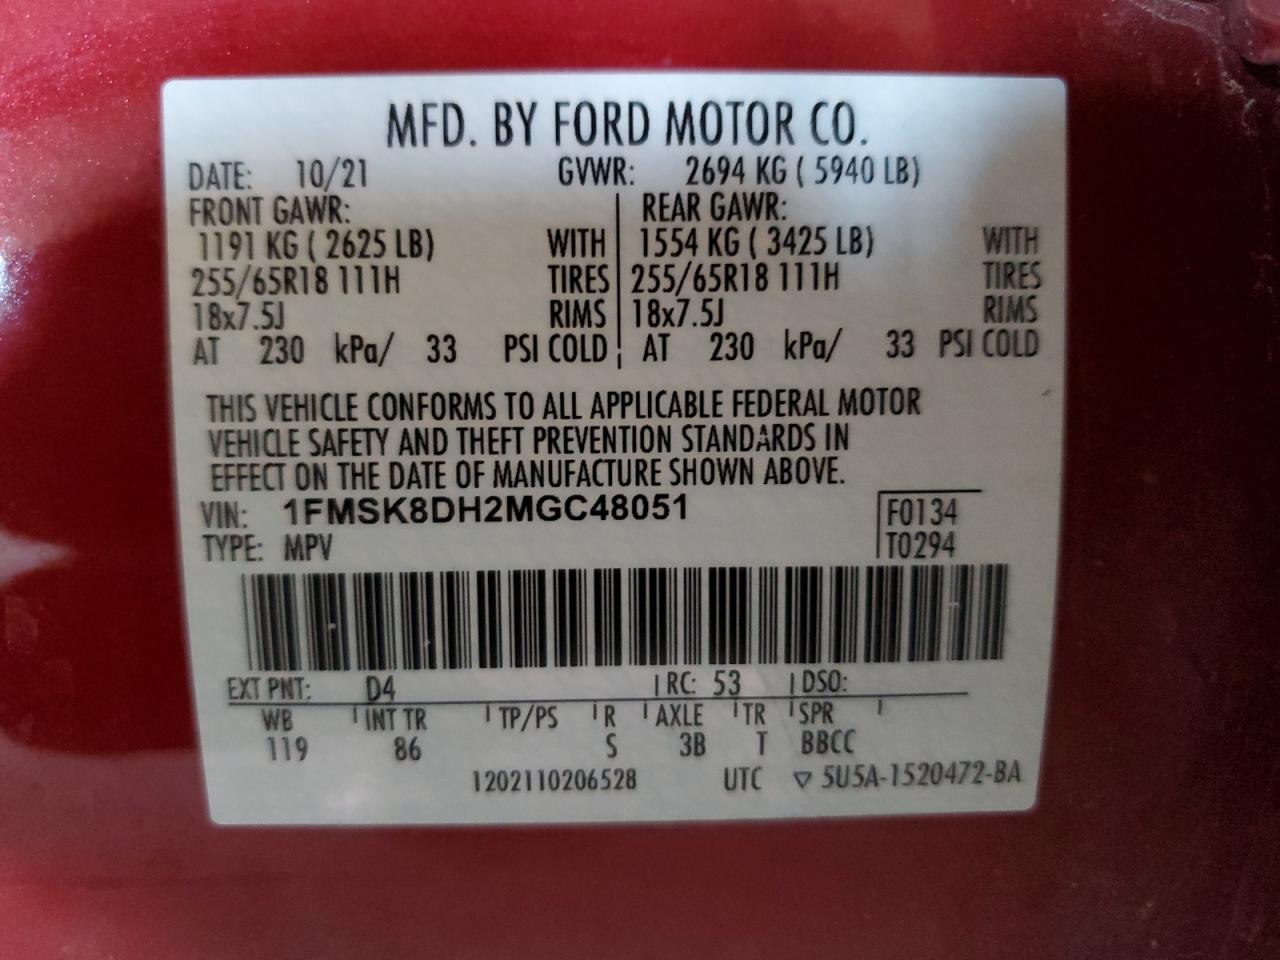 MFD. BY FORD MOTOR CO.
DATE: 10/21 GVWR: 2694 KG ( 5940 LB)
FRONT GAWR: REAR GAWR:
1191 KG ( 2625 LB) WITH 1554 KG ( 3425 LB) WITH
255/65R18 111H TIRES 255/65R18 111H TIRES
18x7.5J RIMS 18x7.5J RIMS
AT 230 kPa/ 33 PSI COLD AT 230 kPa/ 33 PSI COLD
THIS VEHICLE CONFORMS TO ALL APPLICABLE FEDERAL MOTOR
VEHICLE SAFETY AND THEFT PREVENTION STANDARDS IN
EFFECT ON THE DATE OF MANUFACTURE SHOWN ABOVE.
VIN: 1FMSK8DH2MGC48051 F0134
TYPE: MPV T0294
EXT PNT: D4 RC: 53 DSO:
WB INT TR TP/PS R AXLE TR SPR
119 86 S 3B T BBCC
1202110206528 UTC ▽ 5U5A-1520472-BA